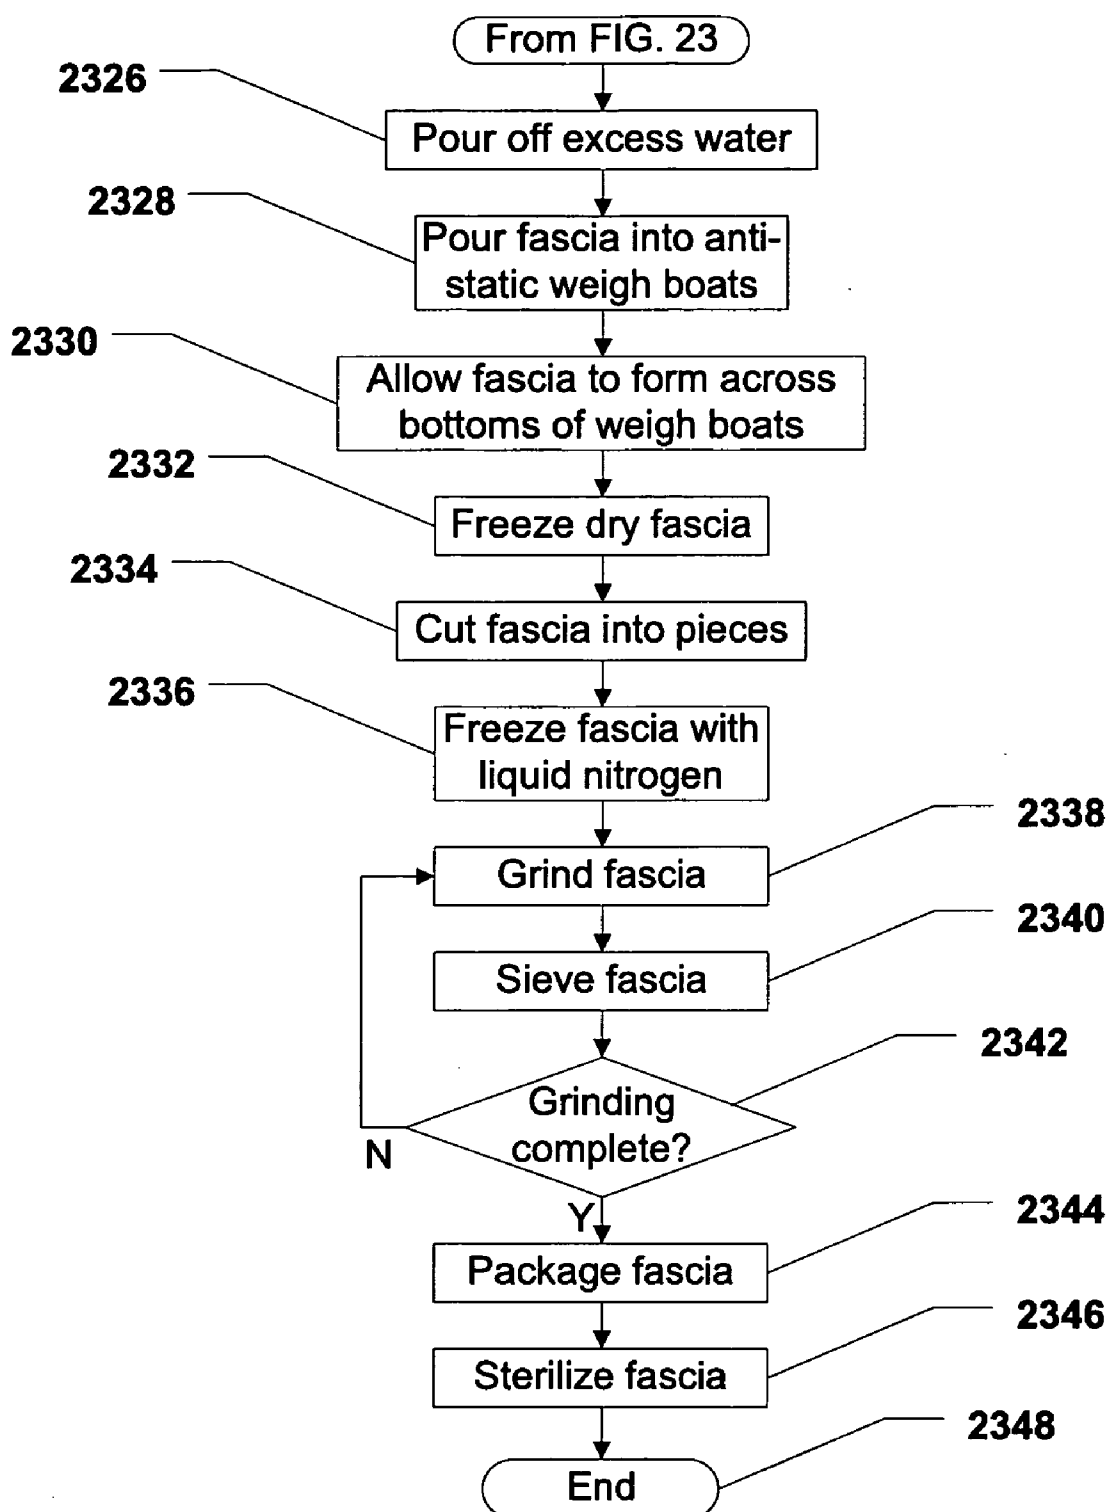 From FIG. 23
2326
Pour off excess water
2328
Pour fascia into anti-
static weigh boats
2330
Allow fascia to form across
bottoms of weigh boats
2332
Freeze dry fascia
2334
Cut fascia into pieces
2336
Freeze fascia with
liquid nitrogen
2338
Grind fascia
2340
Sieve fascia
2342
Grinding
complete?
N
Y
2344
Package fascia
2346
Sterilize fascia
2348
End